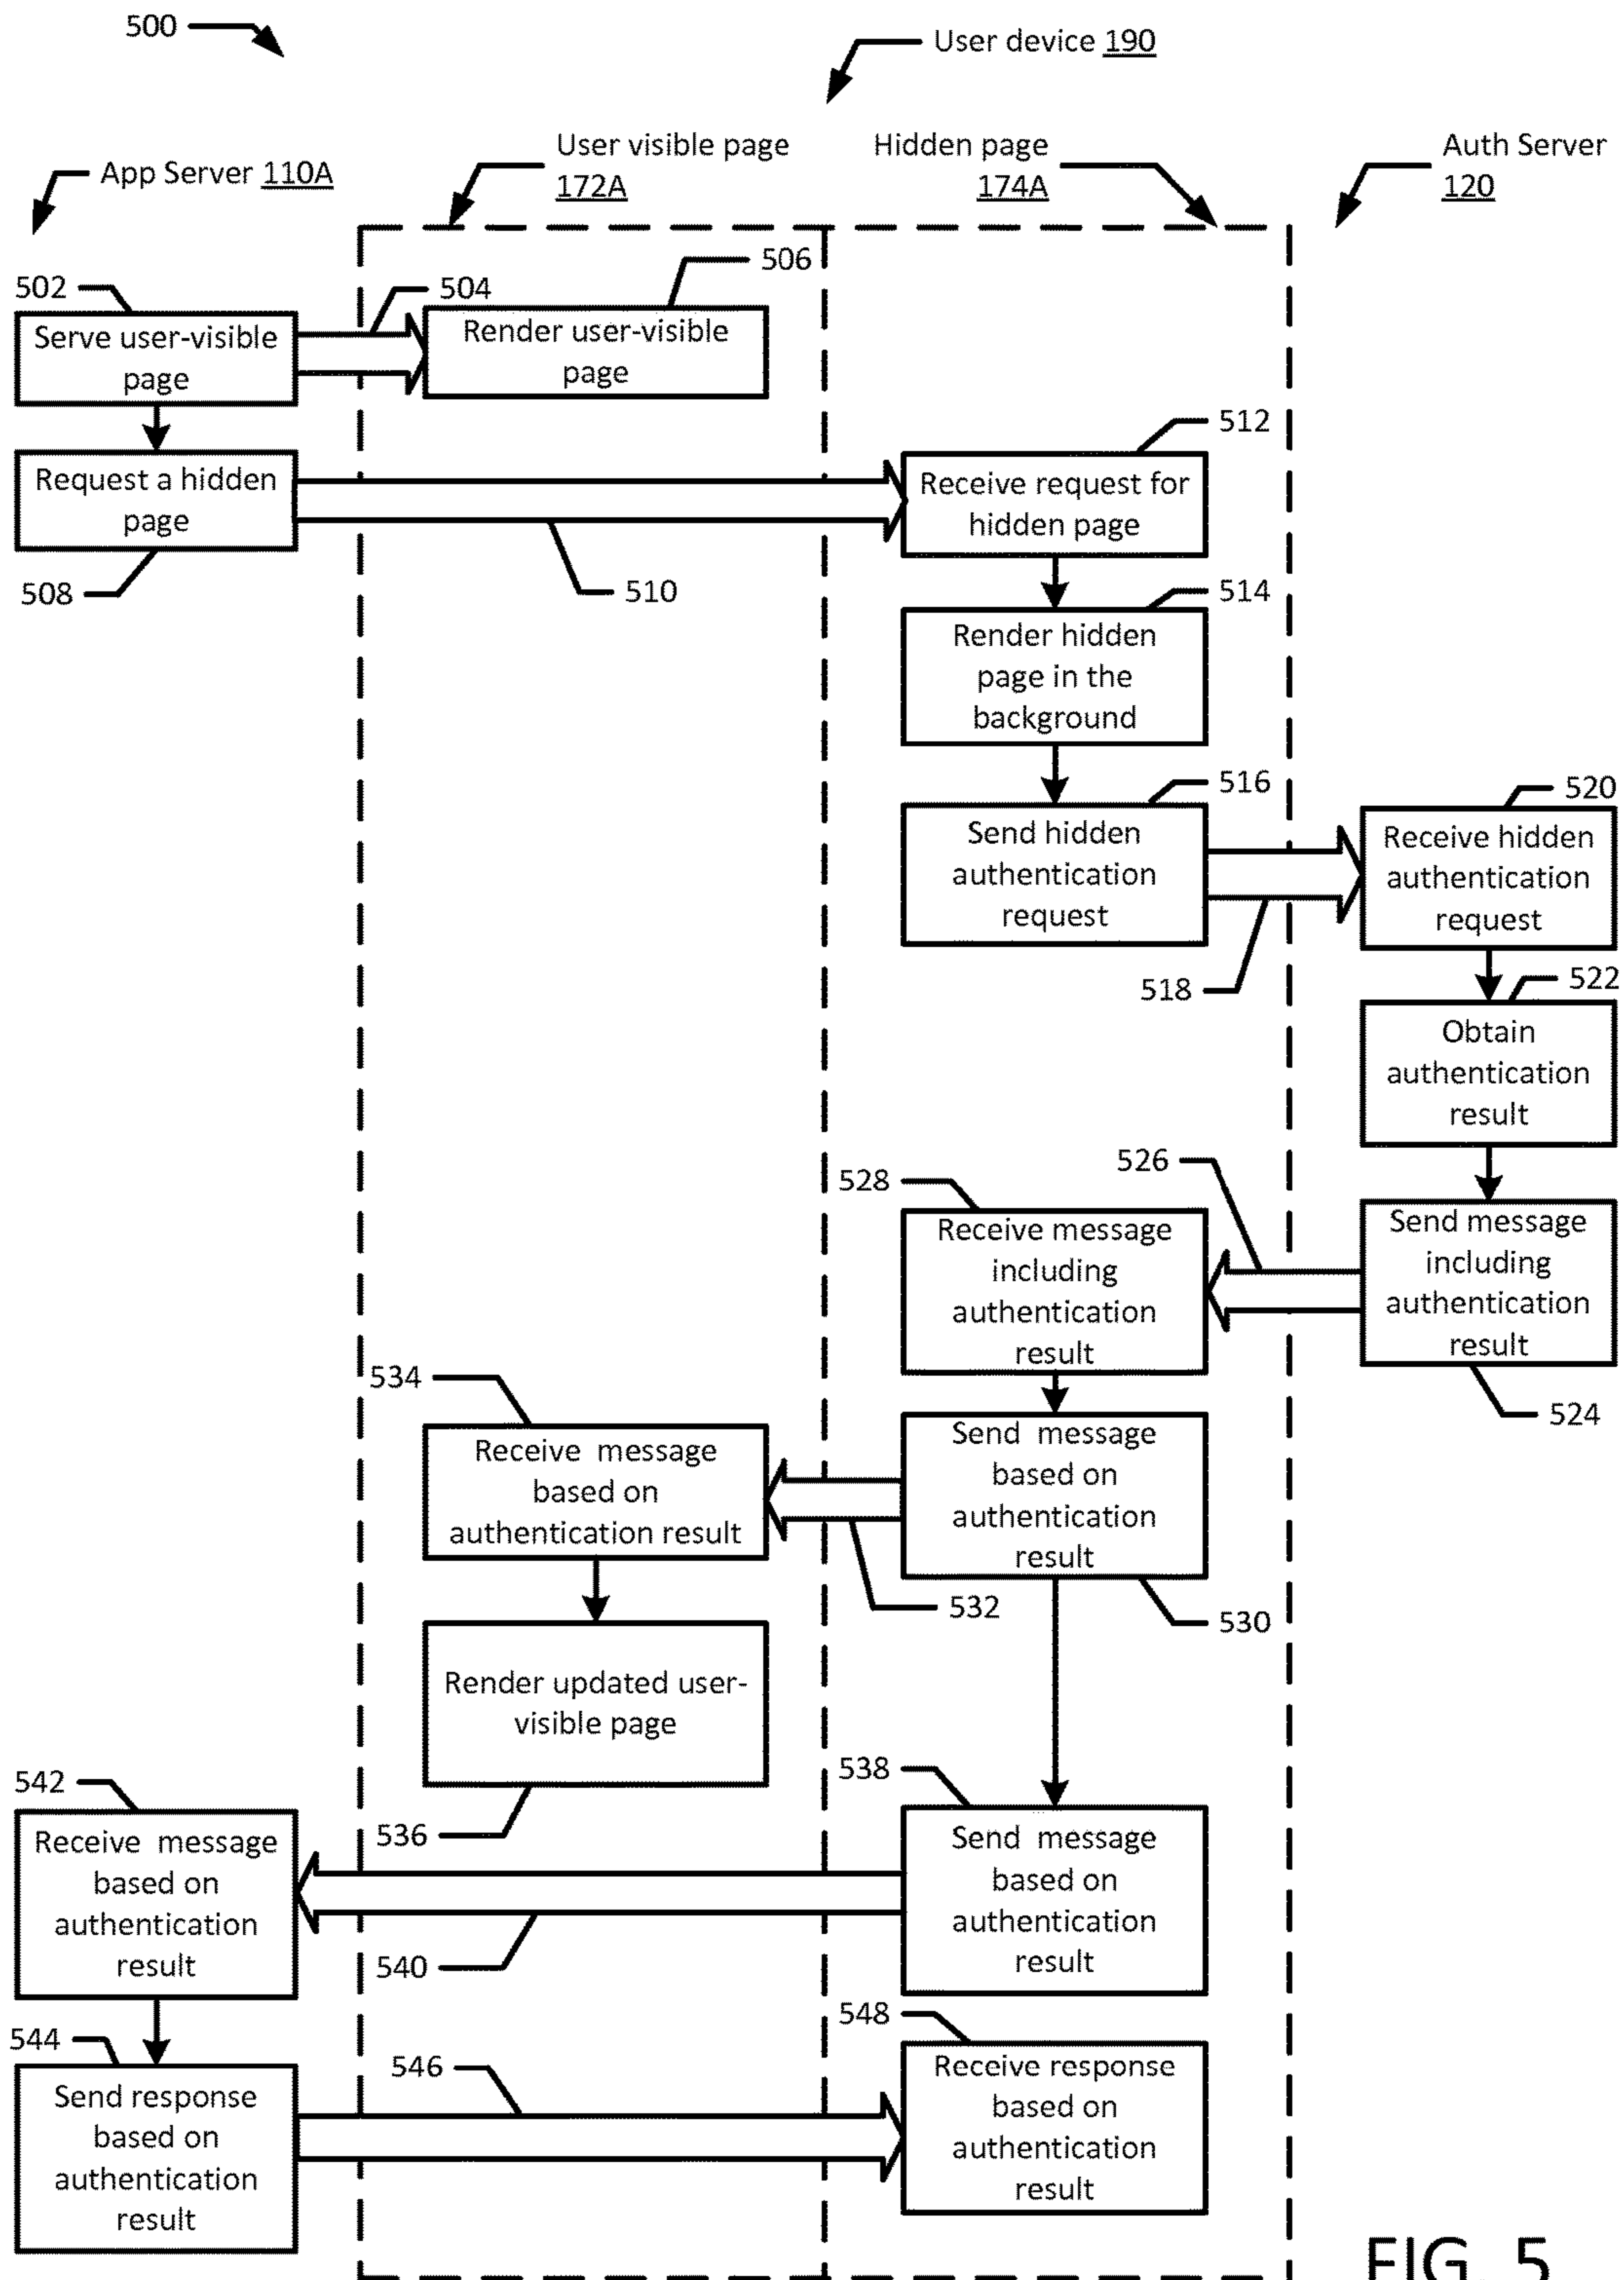 500
User device 190
App Server 110A
User visible page
172A
Hidden page
174A
Auth Server
120
502
504
506
Serve user-visible
page
Render user-visible
page
512
Request a hidden
page
Receive request for
hidden page
508
510
514
Render hidden
page in the
background
516
520
Send hidden
authentication
request
Receive hidden
authentication
request
518
522
Obtain
authentication
result
526
528
Receive message
including
authentication
result
Send message
including
authentication
result
524
534
Receive message
based on
authentication result
Send message
based on
authentication
result
532
530
Render updated user-
visible page
536
538
542
Receive message
based on
authentication
result
Send message
based on
authentication
result
540
544
546
548
Send response
based on
authentication
result
Receive response
based on
authentication
result
FIG. 5